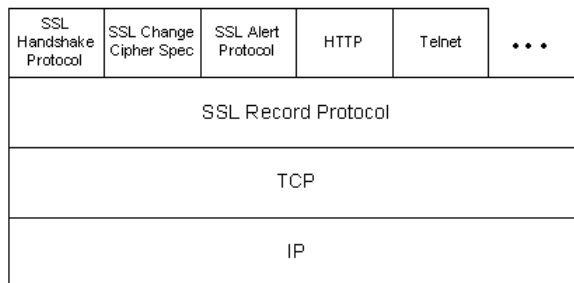 SSL
Handshake
Protocol
SSL Change
Cipher Spec
SSL Alert
Protocol
HTTP
Telnet
• • •
SSL Record Protocol
TCP
IP